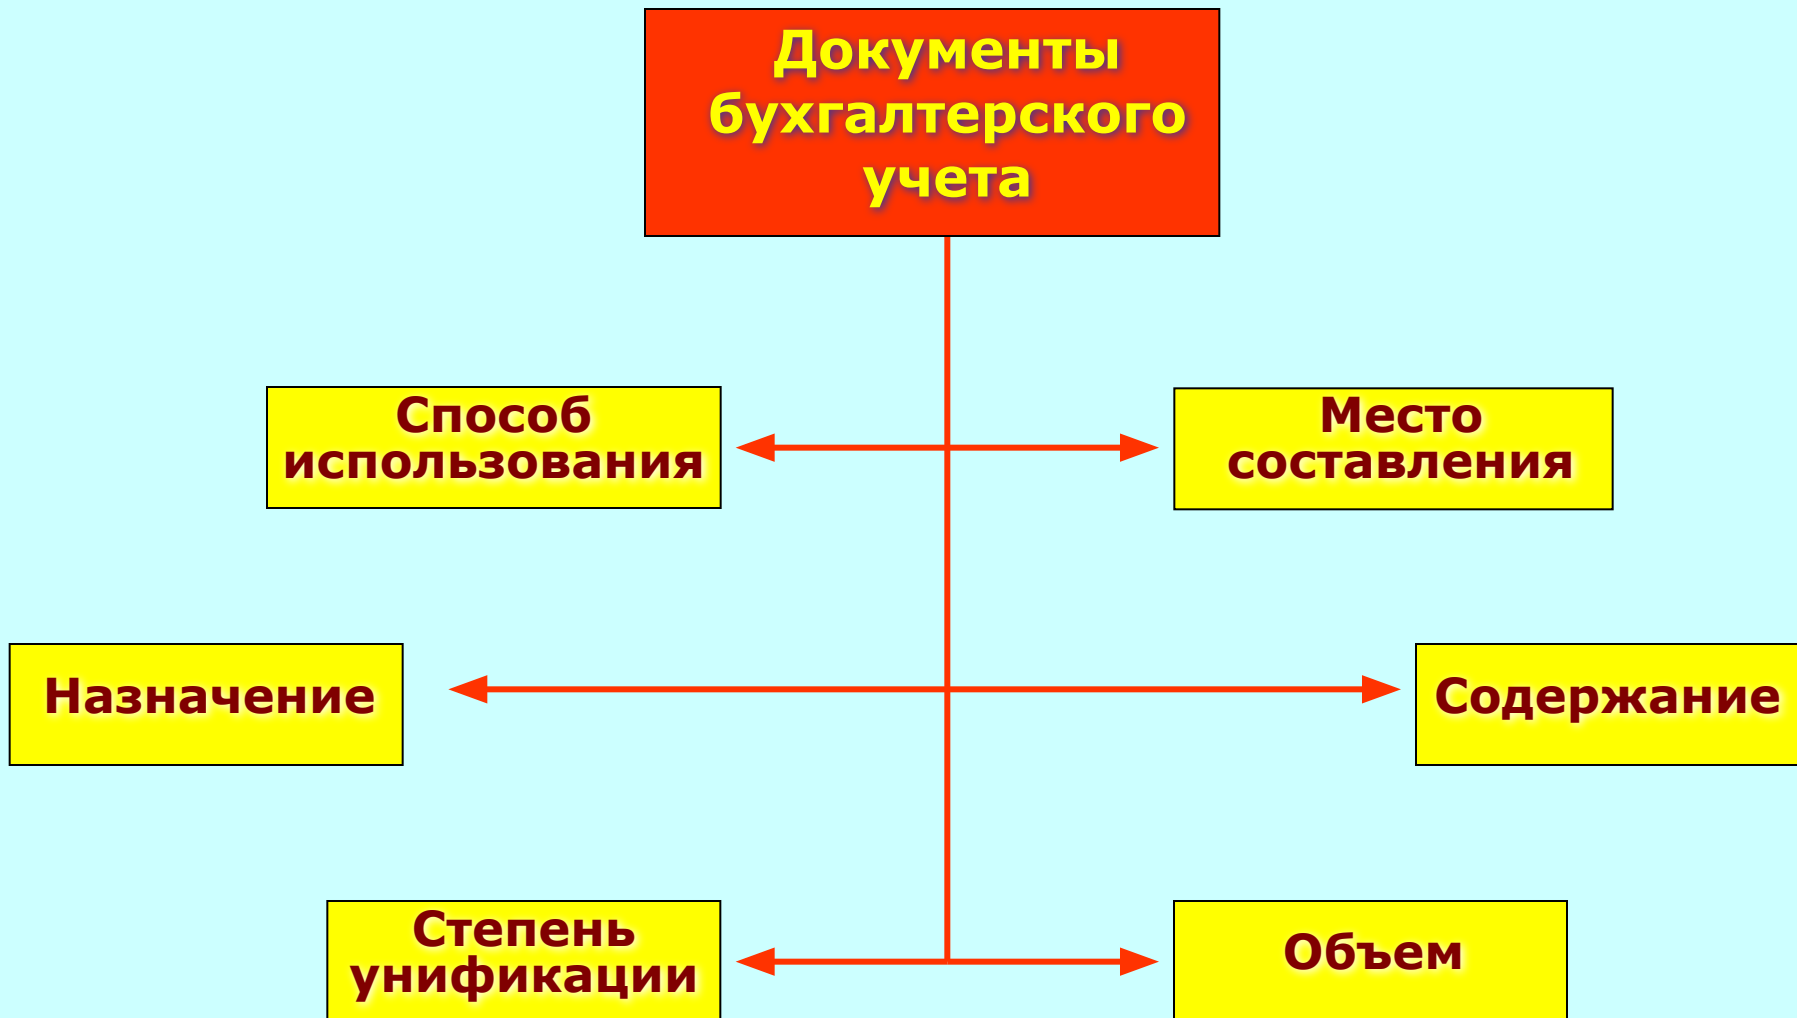 Документы
бухгалтерского
учета
Способ
использования
Место
составления
Назначение
Содержание
Степень
унификации
Объем